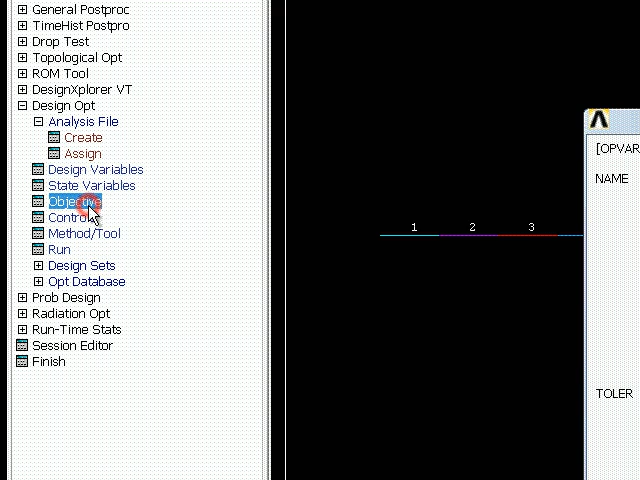 General Postproc
TimeHist Postpro
Drop Test
Topological Opt
ROM Tool
DesignXplorer VT
Design Opt
Analysis File
Create
Assign
Design Variables
State Variables
Objective
Controls
Method/Tool
Run
Design Sets
Opt Database
Prob Design
Radiation Opt
Run-Time Stats
Session Editor
Finish
1 2 3
[OPVAR
NAME
TOLER